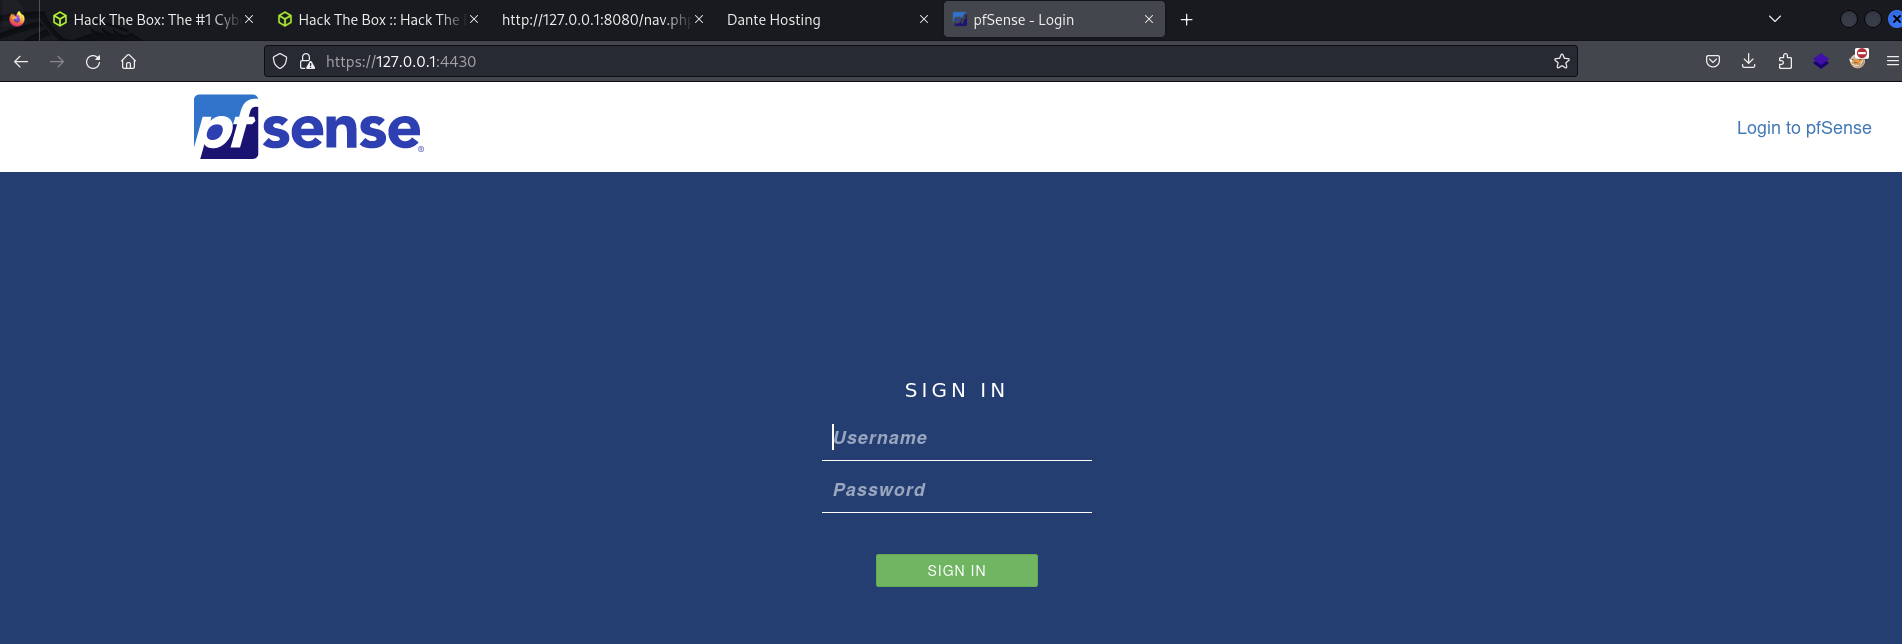 Hack The Box: The #1 Cyb
Hack The Box :: Hack The
http://127.0.0.1:8080/nav.php
Dante Hosting
pfSense - Login
https://127.0.0.1:4430
pfsense®
Login to pfSense
SIGN IN
Username
Password
SIGN IN